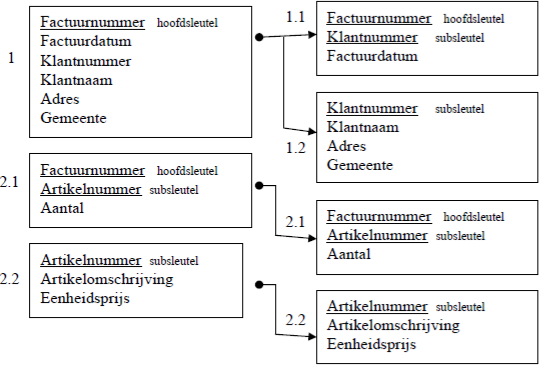 1
Factuurnummer hoofdsleutel
Factuurdatum
Klantnummer
Klantnaam
Adres
Gemeente
2.1
Factuurnummer hoofdsleutel
Artikelnummer subsleutel
Aantal
2.2
Artikelnummer subsleutel
Artikelomschrijving
Eenheidsprijs
1.1
Factuurnummer hoofdsleutel
Klantnummer subsleutel
Factuurdatum
1.2
Klantnummer subsleutel
Klantnaam
Adres
Gemeente
2.1
Factuurnummer hoofdsleutel
Artikelnummer subsleutel
Aantal
2.2
Artikelnummer subsleutel
Artikelomschrijving
Eenheidsprijs